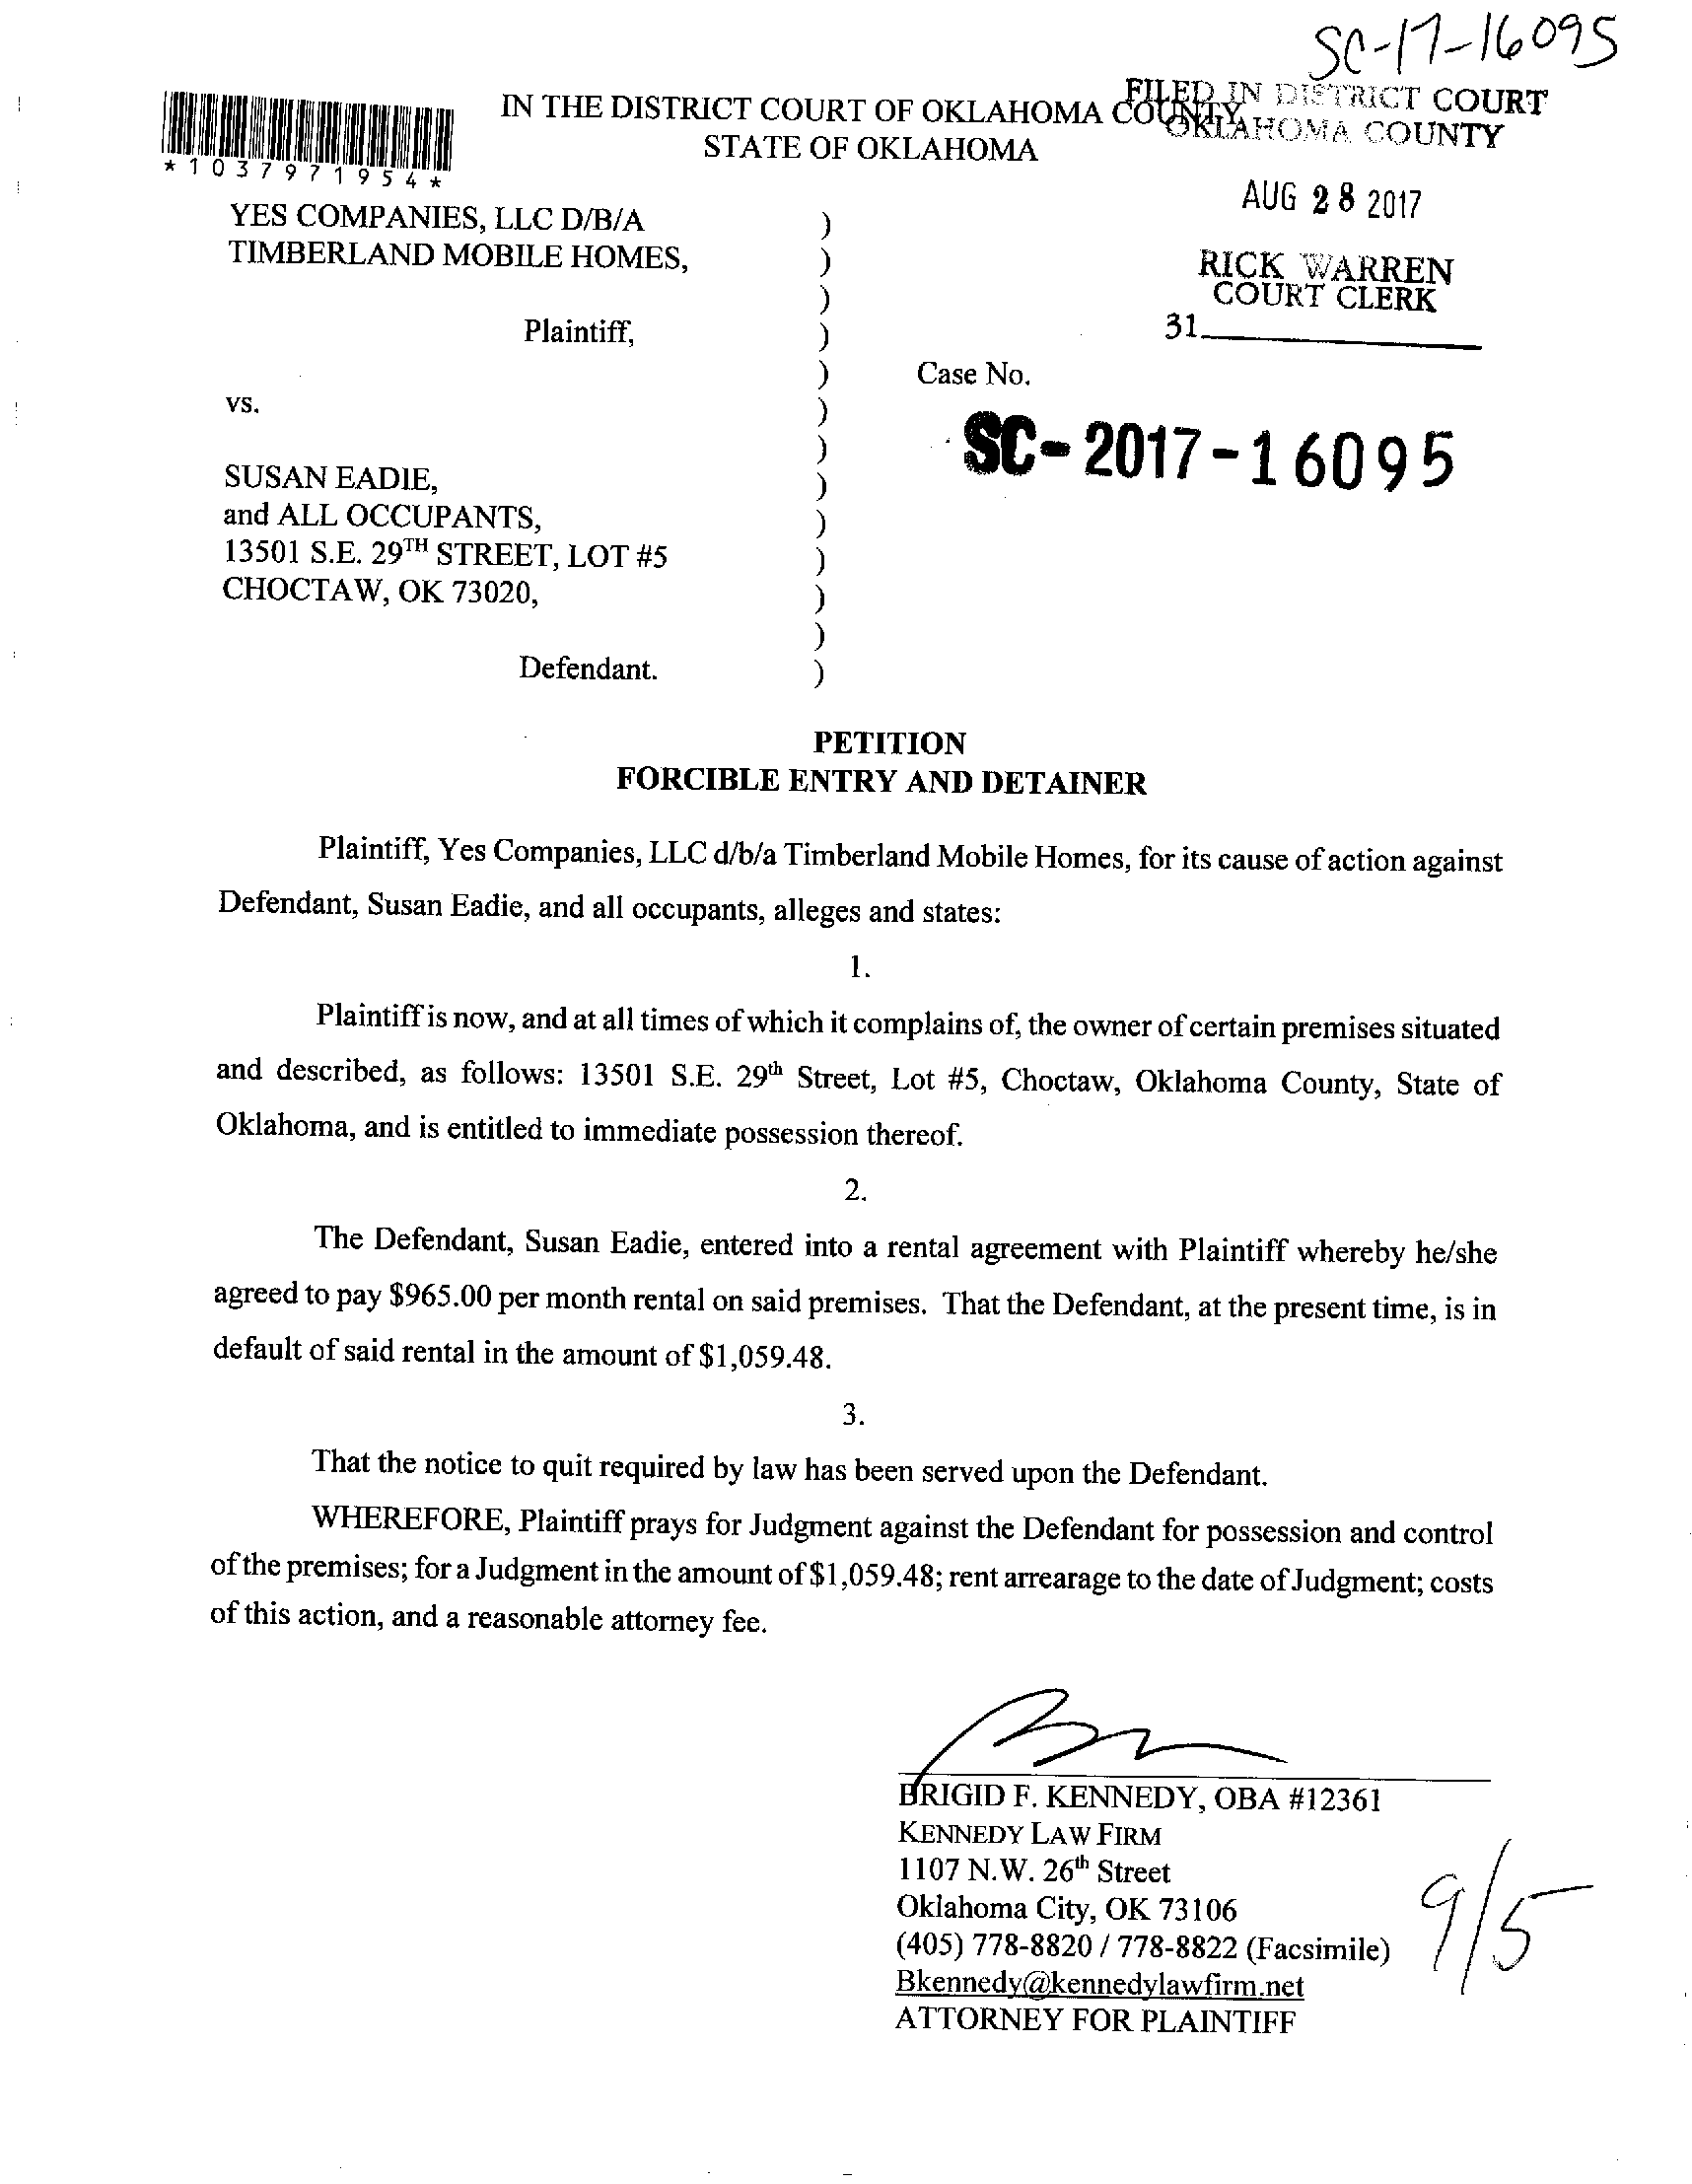 SC-17-16095
IN THE DISTRICT COURT OF OKLAHOMA COUNTY
STATE OF OKLAHOMA
FILED IN DISTRICT COURT
OKLAHOMA COUNTY
*1037971954*
AUG 28 2017
RICK WARREN
COURT CLERK
31
YES COMPANIES, LLC D/B/A )
TIMBERLAND MOBILE HOMES, )
)
Plaintiff, )
) Case No.
vs. )
) SC-2017-16095
SUSAN EADIE, )
and ALL OCCUPANTS, )
13501 S.E. 29TH STREET, LOT #5 )
CHOCTAW, OK 73020, )
)
Defendant. )
PETITION
FORCIBLE ENTRY AND DETAINER
Plaintiff, Yes Companies, LLC d/b/a Timberland Mobile Homes, for its cause of action against
Defendant, Susan Eadie, and all occupants, alleges and states:
1.
Plaintiff is now, and at all times of which it complains of, the owner of certain premises situated
and described, as follows: 13501 S.E. 29th Street, Lot #5, Choctaw, Oklahoma County, State of
Oklahoma, and is entitled to immediate possession thereof.
2.
The Defendant, Susan Eadie, entered into a rental agreement with Plaintiff whereby he/she
agreed to pay $965.00 per month rental on said premises. That the Defendant, at the present time, is in
default of said rental in the amount of $1,059.48.
3.
That the notice to quit required by law has been served upon the Defendant.
WHEREFORE, Plaintiff prays for Judgment against the Defendant for possession and control
of the premises; for a Judgment in the amount of $1,059.48; rent arrearage to the date of Judgment; costs
of this action, and a reasonable attorney fee.
BRIGID F. KENNEDY, OBA #12361
KENNEDY LAW FIRM
1107 N.W. 26th Street
Oklahoma City, OK 73106
(405) 778-8820 / 778-8822 (Facsimile)
Bkennedy@kennedylawfirm.net
ATTORNEY FOR PLAINTIFF
9/5